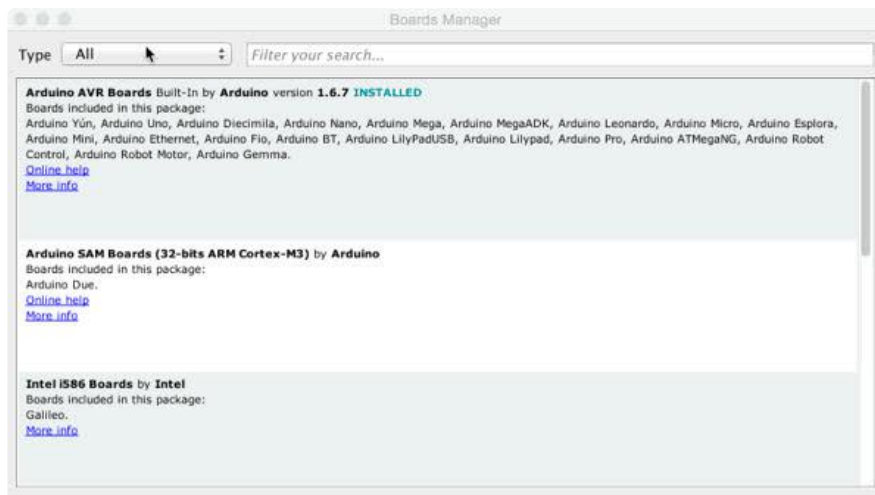 Boards Manager
Type All Filter your search...
Arduino AVR Boards Built-In by Arduino version 1.6.7 INSTALLED
Boards included in this package:
Arduino Yún, Arduino Uno, Arduino Diecimila, Arduino Nano, Arduino Mega, Arduino MegaADK, Arduino Leonardo, Arduino Micro, Arduino Esplora,
Arduino Mini, Arduino Ethernet, Arduino Fio, Arduino BT, Arduino LilyPadUSB, Arduino Lilypad, Arduino Pro, Arduino ATMegaNG, Arduino Robot
Control, Arduino Robot Motor, Arduino Gemma.
Online help
More info
Arduino SAM Boards (32-bits ARM Cortex-M3) by Arduino
Boards included in this package:
Arduino Due.
Online help
More info
Intel i586 Boards by Intel
Boards included in this package:
Galileo.
More info